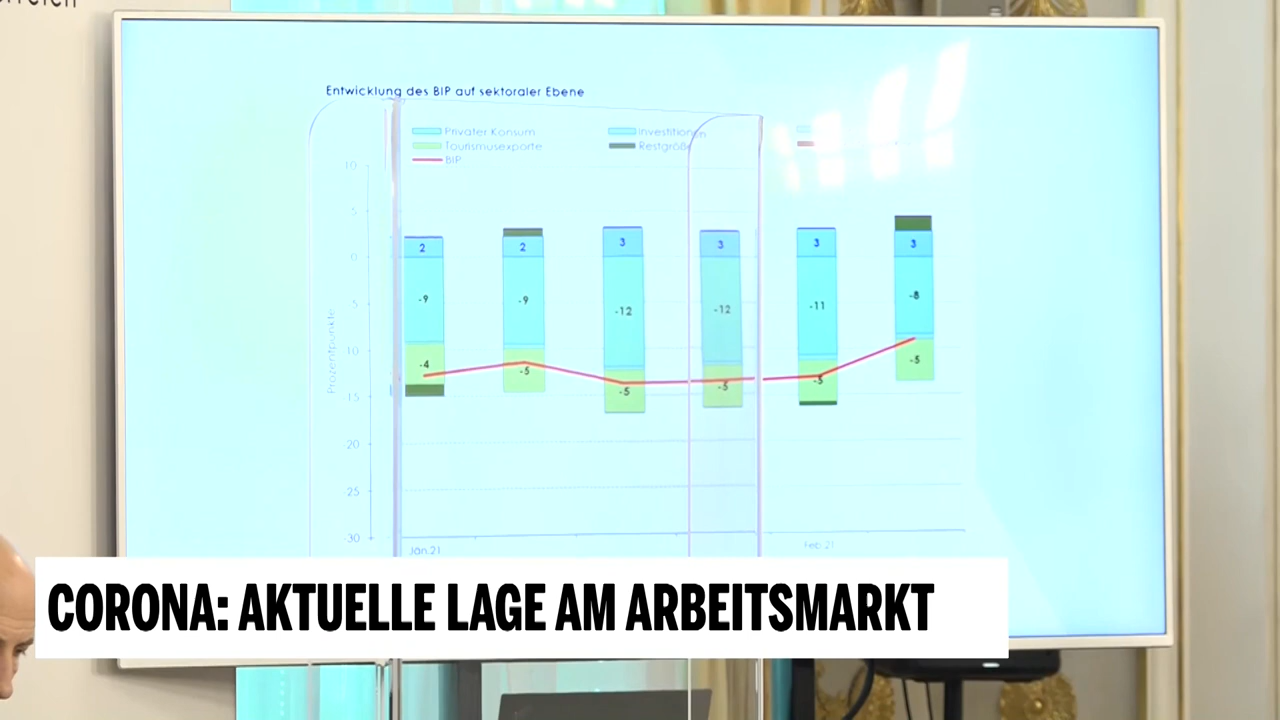 Entwicklung des BIP auf sektoraler Ebene
Privater Konsum
Investitionen
Tourismusexporte
Restgröße
BIP
Prozentpunkte
10
5
0
5
10
15
20
25
-30
2
2
3
3
3
3
-9
-9
-12
-12
-11
-8
-4
-5
-5
-5
-5
-5
Jän.21
Feb.21
CORONA: AKTUELLE LAGE AM ARBEITSMARKT